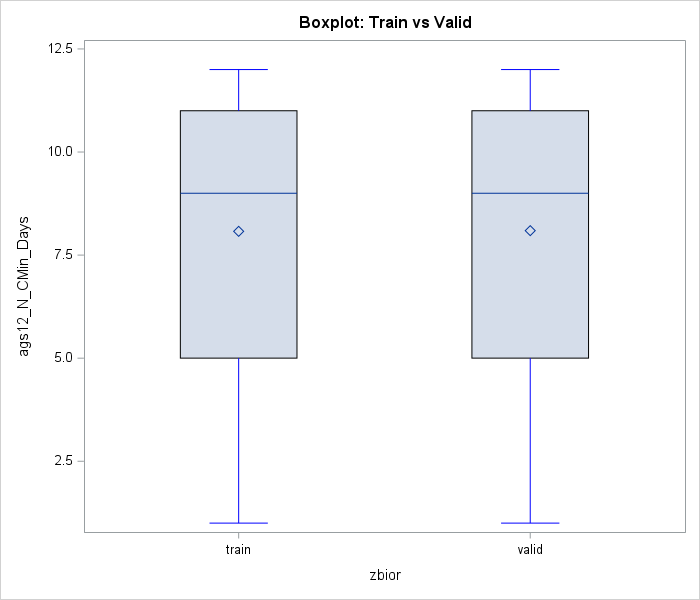 Boxplot: Train vs Valid
12.5
10.0
7.5
5.0
2.5
ags12_N_CMin_Days
train
valid
zbior